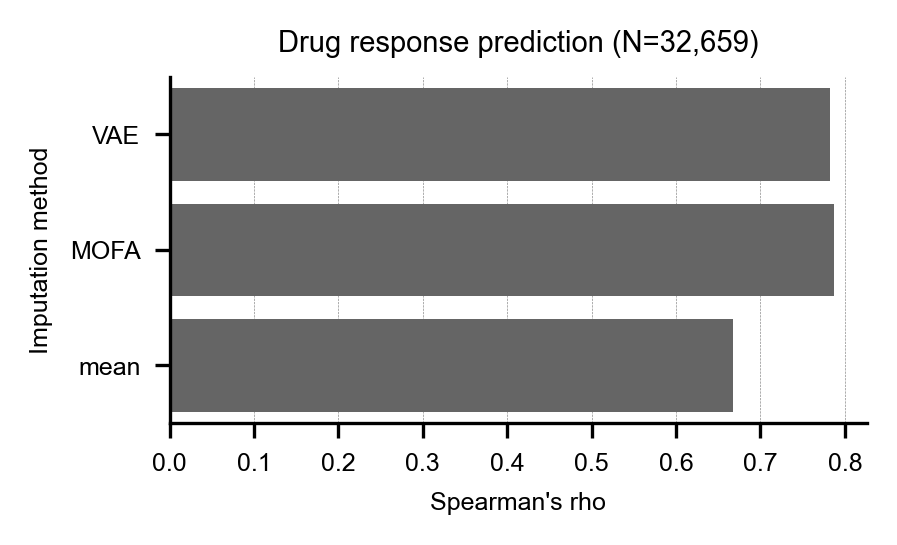 Drug response prediction (N=32,659)
Imputation method
VAE
MOFA
mean
0.0 0.1 0.2 0.3 0.4 0.5 0.6 0.7 0.8
Spearman's rho